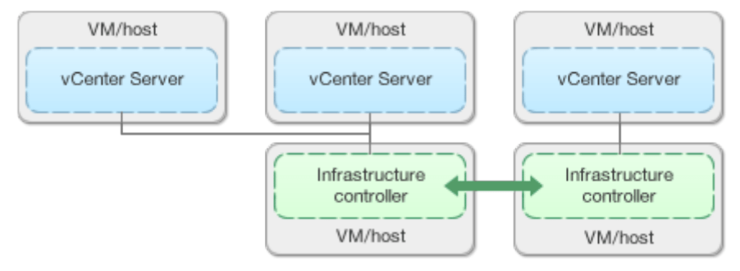 VM/host
vCenter Server
VM/host
vCenter Server
VM/host
vCenter Server
Infrastructure
controller
VM/host
Infrastructure
controller
VM/host